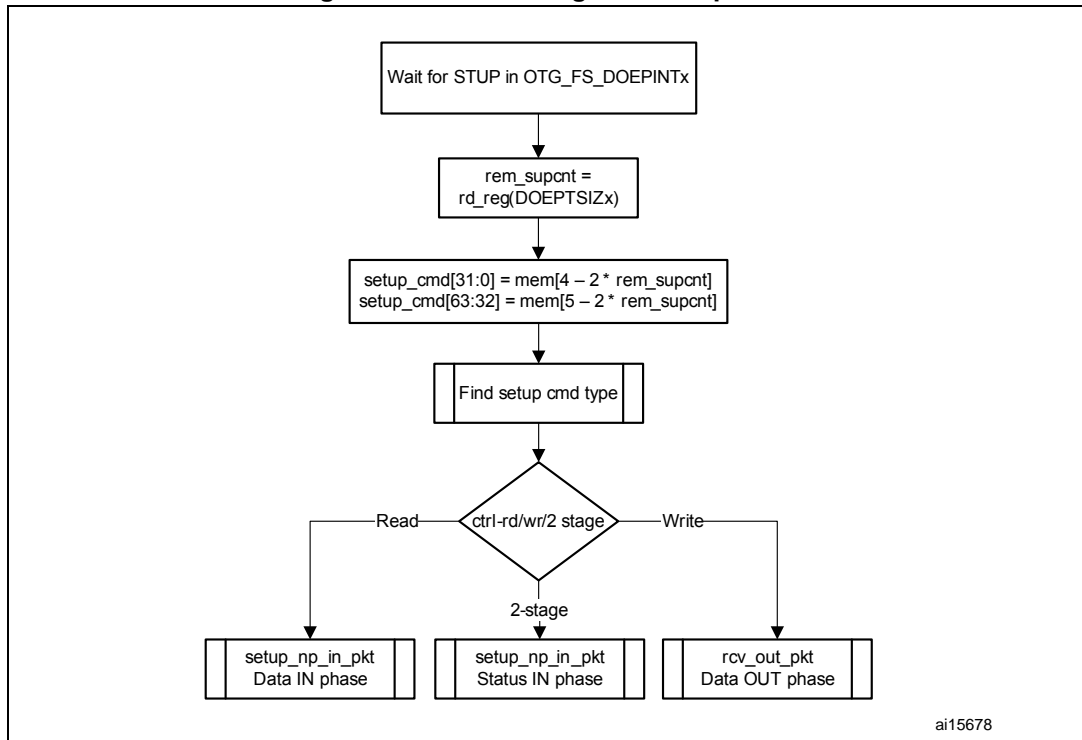 Wait for STUP in OTG_FS_DOEPINTx
rem_supcnt =
rd_reg(DOEPTSIZx)
setup_cmd[31:0] = mem[4 – 2 * rem_supcnt]
setup_cmd[63:32] = mem[5 – 2 * rem_supcnt]
Find setup cmd type
Read
ctrl-rd/wr/2 stage
Write
2-stage
setup_np_in_pkt
Data IN phase
setup_np_in_pkt
Status IN phase
rcv_out_pkt
Data OUT phase
ai15678